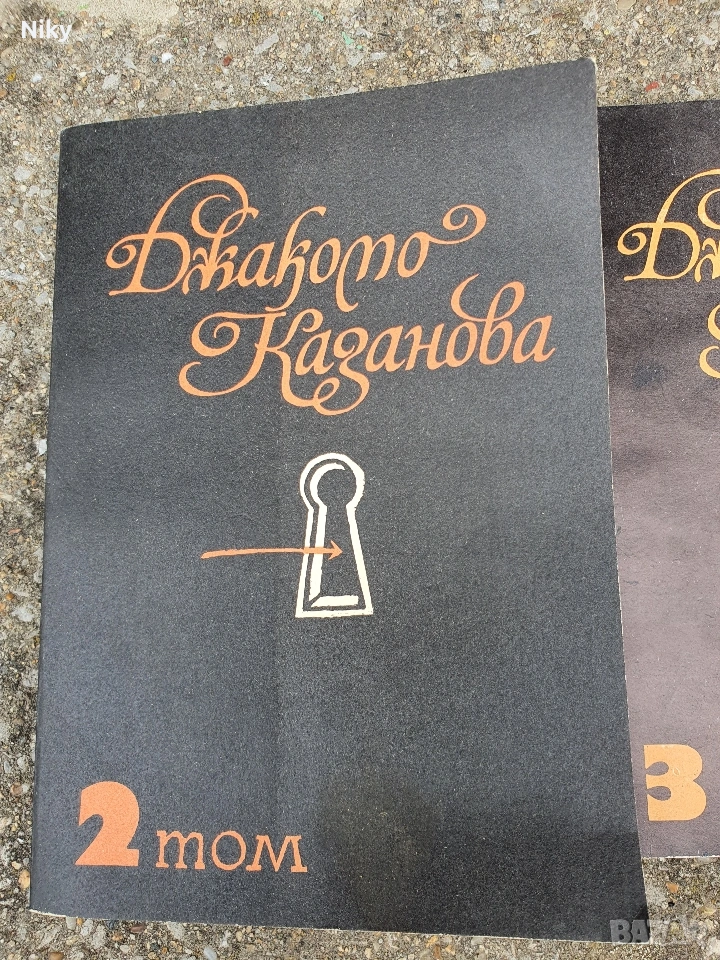 Niky
Джакомо
Казанова
2 том
3